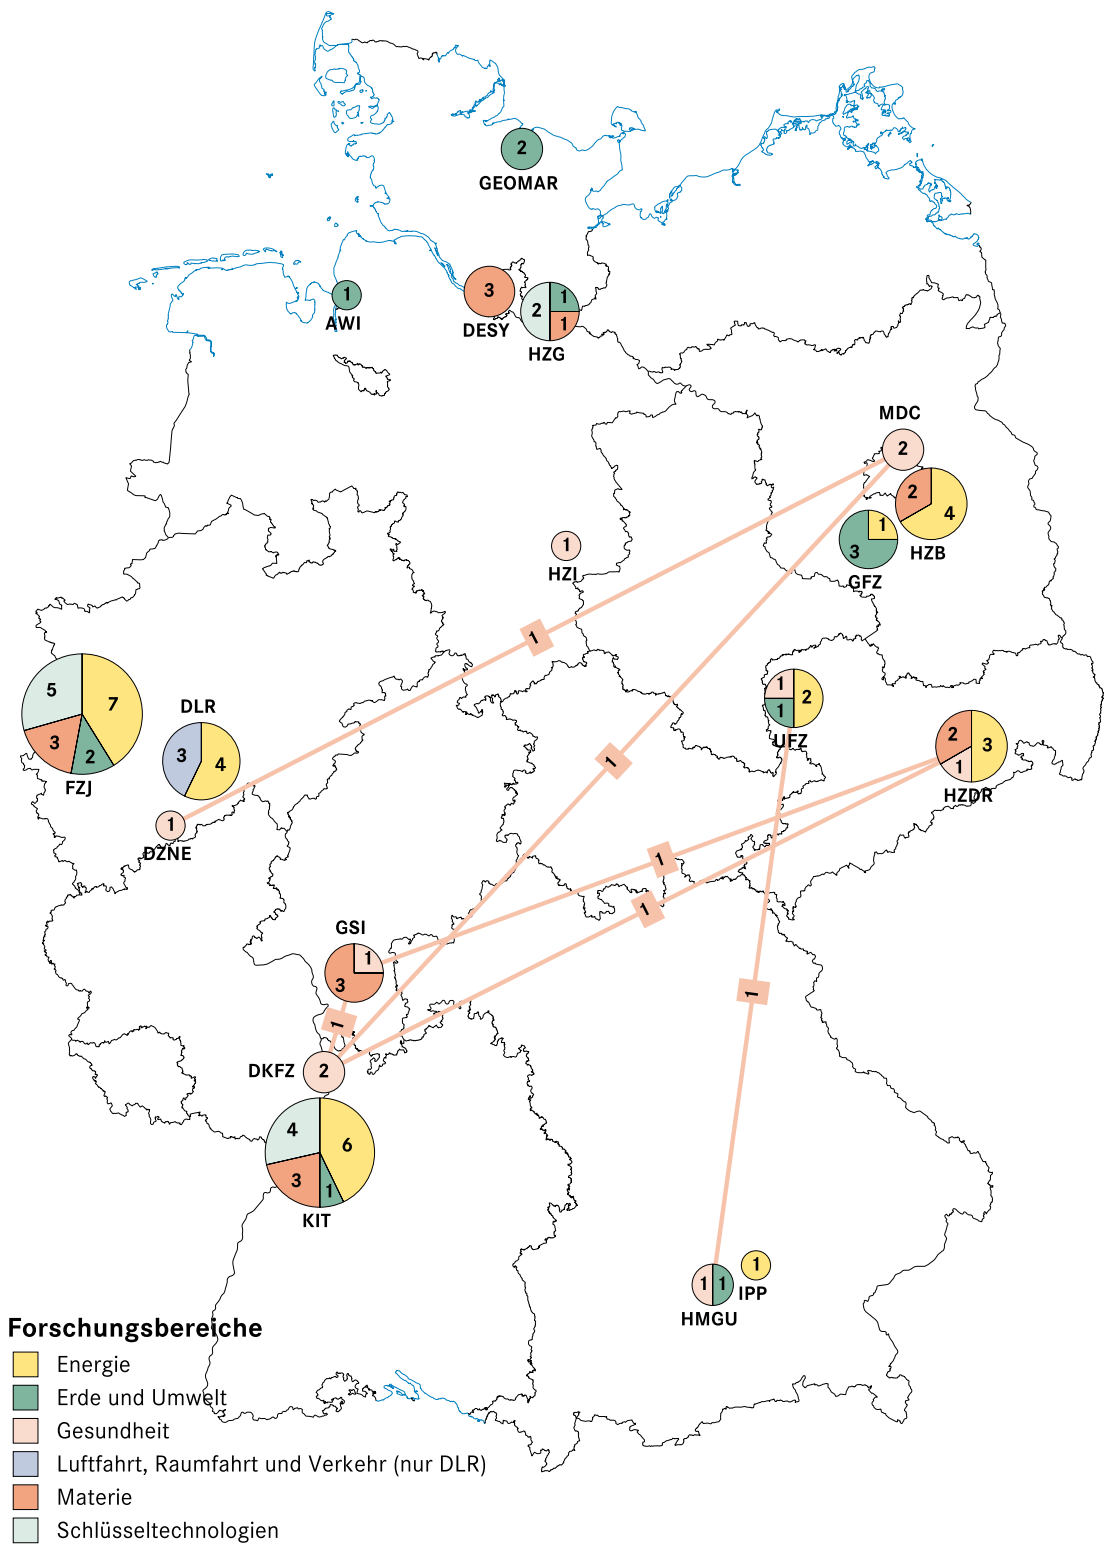 2
GEOMAR
1
AWI
3
DESY
2
1
1
HZG
MDC
2
2
4
HZB
1
3
GFZ
1
HZI
1
5
7
3
2
FZJ
DLR
3
4
1
DZNE
1
1
2
1
UFZ
2
3
1
HZDR
1
1
1
GSI
1
3
1
1
DKFZ
2
4
6
3
1
KIT
1
1
HMGU
1
IPP
Forschungsbereiche
Energie
Erde und Umwelt
Gesundheit
Luftfahrt, Raumfahrt und Verkehr (nur DLR)
Materie
Schlüsseltechnologien